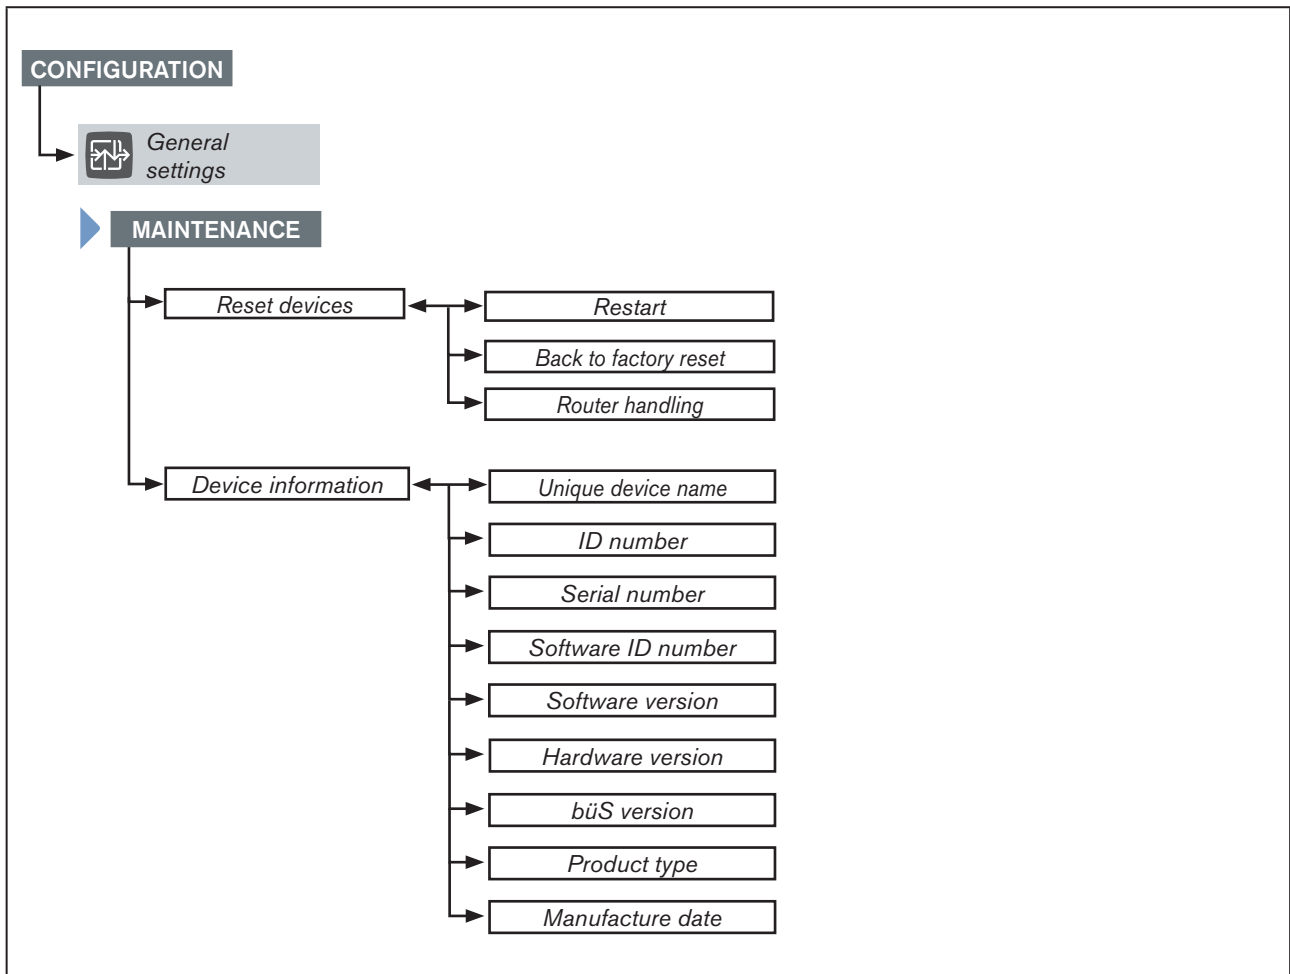 CONFIGURATION
General
settings
MAINTENANCE
Reset devices
Restart
Back to factory reset
Router handling
Device information
Unique device name
ID number
Serial number
Software ID number
Software version
Hardware version
büS version
Product type
Manufacture date